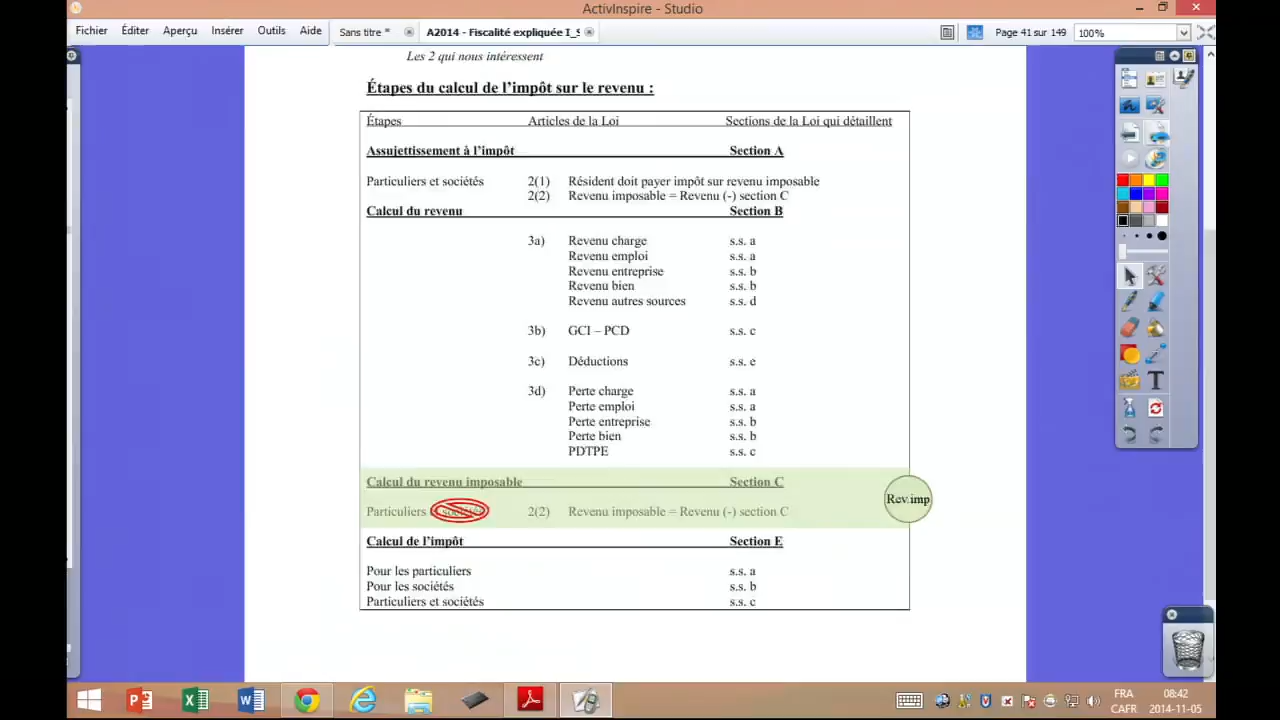 ActivInspire - Studio
Fichier Éditer Aperçu Insérer Outils Aide Sans titre * A2014 - Fiscalité expliquée I_S Page 41 sur 149 100%
Les 2 qui nous intéressent
Étapes du calcul de l’impôt sur le revenu :
Étapes Articles de la Loi Sections de la Loi qui détaillent
Assujettissement à l’impôt Section A
Particuliers et sociétés 2(1) Résident doit payer impôt sur revenu imposable
2(2) Revenu imposable = Revenu (-) section C
Calcul du revenu Section B
3a) Revenu charge s.s. a
Revenu emploi s.s. a
Revenu entreprise s.s. b
Revenu bien s.s. b
Revenu autres sources s.s. d
3b) GCI – PCD s.s. c
3c) Déductions s.s. e
3d) Perte charge s.s. a
Perte emploi s.s. a
Perte entreprise s.s. b
Perte bien s.s. b
PDTPE s.s. c
Calcul du revenu imposable Section C
Rev.imp
Particuliers 2(2) Revenu imposable = Revenu (-) section C
Calcul de l’impôt Section E
Pour les particuliers s.s. a
Pour les sociétés s.s. b
Particuliers et sociétés s.s. c
FRA 08:42
CAFR 2014-11-05